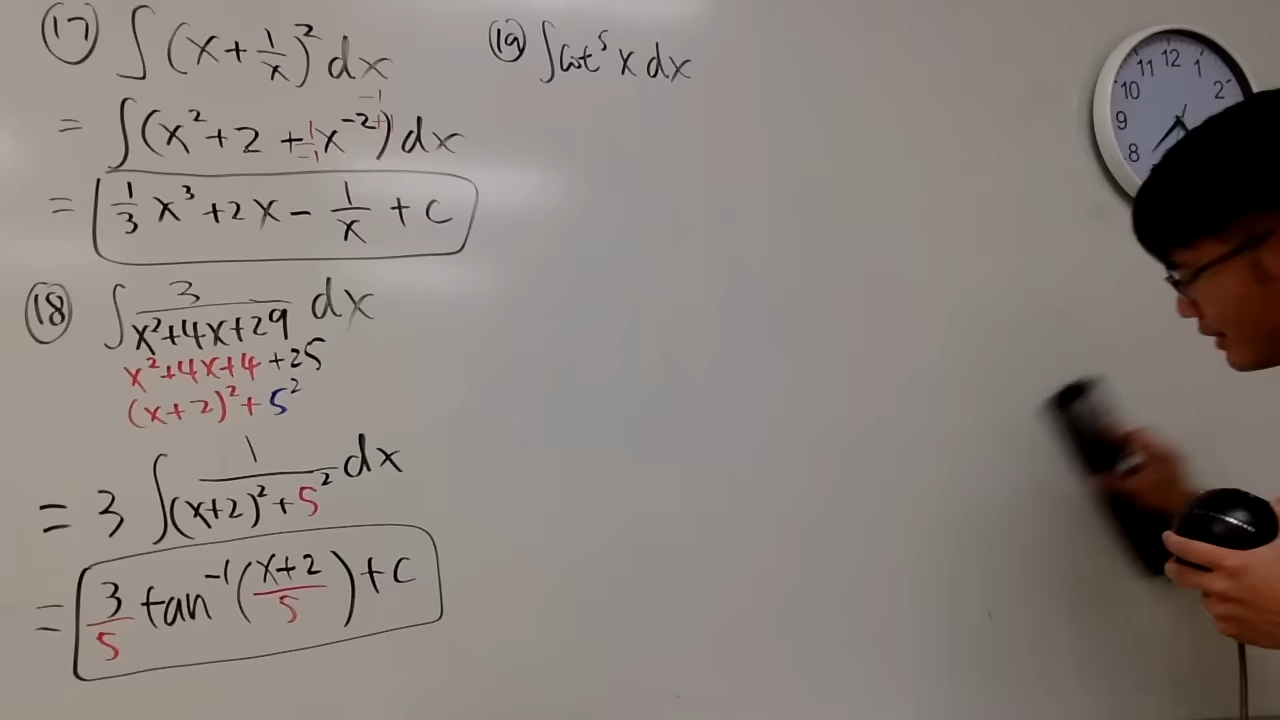 (17) ∫ (x + 1/x)² dx
= ∫ (x² + 2 + 1/-1 x⁻²⁺¹⁻¹) dx
= 1/3 x³ + 2x - 1/x + C
(18) ∫ 3/(x²+4x+29) dx
x²+4x+4 +25
(x+2)² + 5²
= 3 ∫ 1/((x+2)² + 5²) dx
= 3/5 tan⁻¹((x+2)/5) + C
(19) ∫ cot⁵ x dx
11 12 1
10 2
9
8